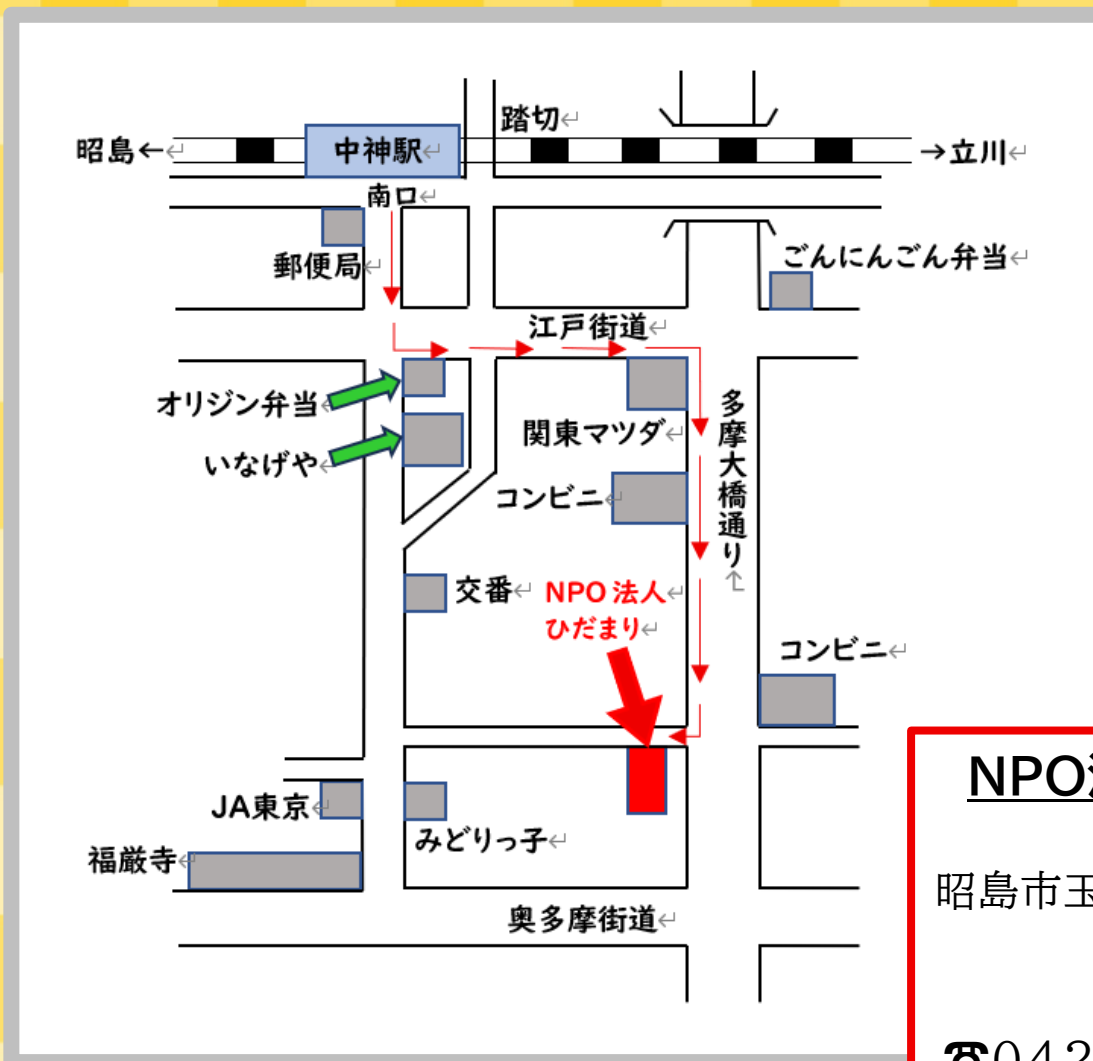 踏切
昭島←
中神駅
→立川
南口
郵便局
ごんにんごん弁当
江戸街道
オリジン弁当
いなげや
関東マツダ
多摩大橋通り
コンビニ
交番
NPO法人
ひだまり
コンビニ
JA東京
みどりっ子
福厳寺
奥多摩街道
NPO
昭島市玉
☎042